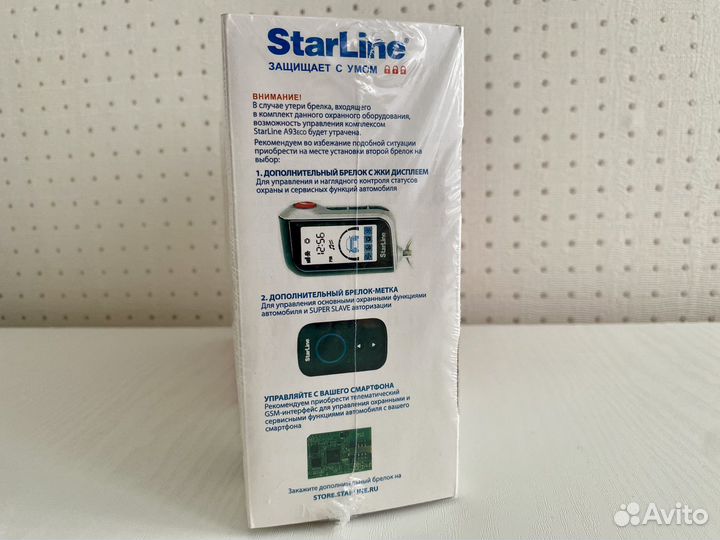 StarLine®
ЗАЩИЩАЕТ С УМОМ
ВНИМАНИЕ!
В случае утери брелка, входящего
в комплект данного охранного оборудования,
возможность управления комплексом
StarLine A93ECO будет утрачена.
Рекомендуем во избежание подобной ситуации
приобрести на месте установки второй брелок на
выбор:
1. ДОПОЛНИТЕЛЬНЫЙ БРЕЛОК С ЖКИ ДИСПЛЕЕМ
Для управления и наглядного контроля статусов
охраны и сервисных функций автомобиля
12:56
StarLine
2. ДОПОЛНИТЕЛЬНЫЙ БРЕЛОК-МЕТКА
Для управления основными охранными функциями
автомобиля и SUPER SLAVE авторизации
StarLine
УПРАВЛЯЙТЕ С ВАШЕГО СМАРТФОНА
Рекомендуем приобрести телематический
GSM-интерфейс для управления охранными и
сервисными функциями автомобиля с вашего
смартфона
Закажите дополнительный брелок на
STORE.STARLINE.RU
Avito